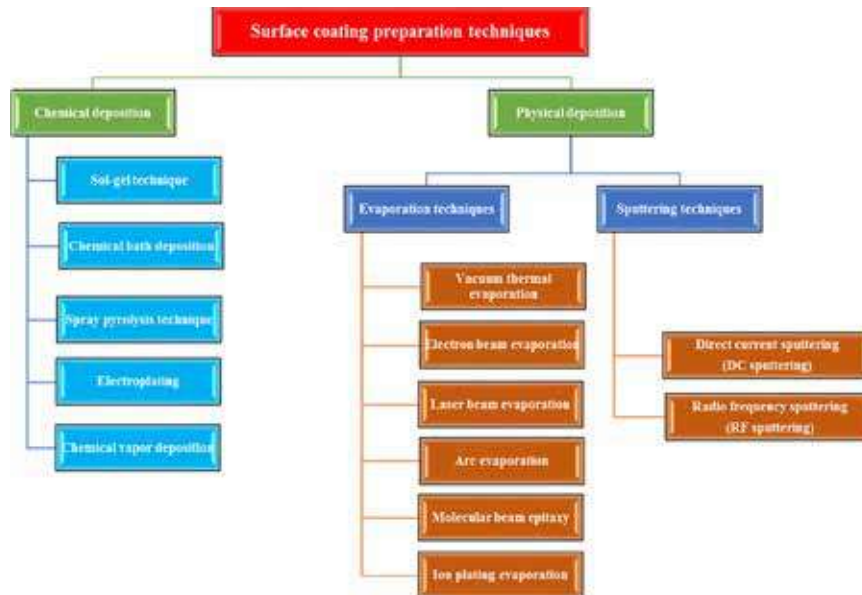 Surface coating preparation techniques
Chemical deposition
Physical deposition
Sol-gel technique
Chemical bath deposition
Spray pyrolysis technique
Electroplating
Chemical vapor deposition
Evaporation techniques
Sputtering techniques
Vacuum thermal
evaporation
Electron beam evaporation
Laser beam evaporation
Arc evaporation
Molecular beam epitaxy
Ion plating evaporation
Direct current sputtering
(DC sputtering)
Radio frequency sputtering
(RF sputtering)